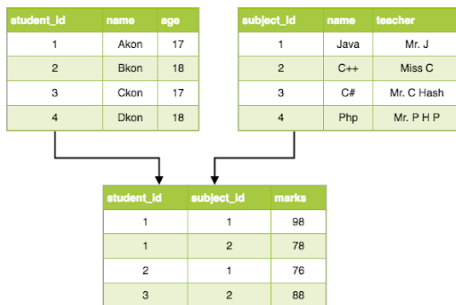 student_id name age
1 Akon 17
2 Bkon 18
3 Ckon 17
4 Dkon 18
subject_id name teacher
1 Java Mr. J
2 C++ Miss C
3 C# Mr. C Hash
4 Php Mr. P H P
student_id subject_id marks
1 1 98
1 2 78
2 1 76
3 2 88